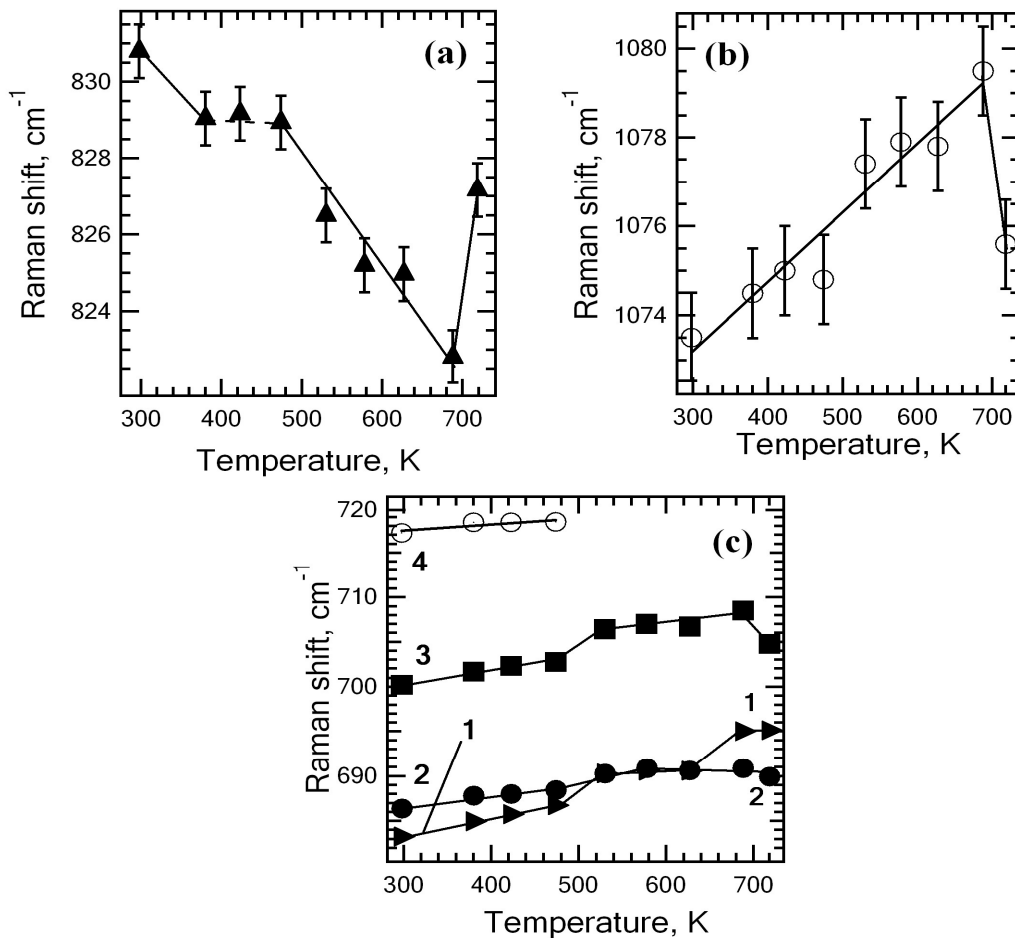 (a)
830
828
826
824
Raman shift, cm-1
300 400 500 600 700
Temperature, K
(b)
1080
1078
1076
1074
Raman shift, cm-1
300 400 500 600 700
Temperature, K
(c)
720
710
700
690
Raman shift, cm-1
4
3
1
1
2
2
300 400 500 600 700
Temperature, K